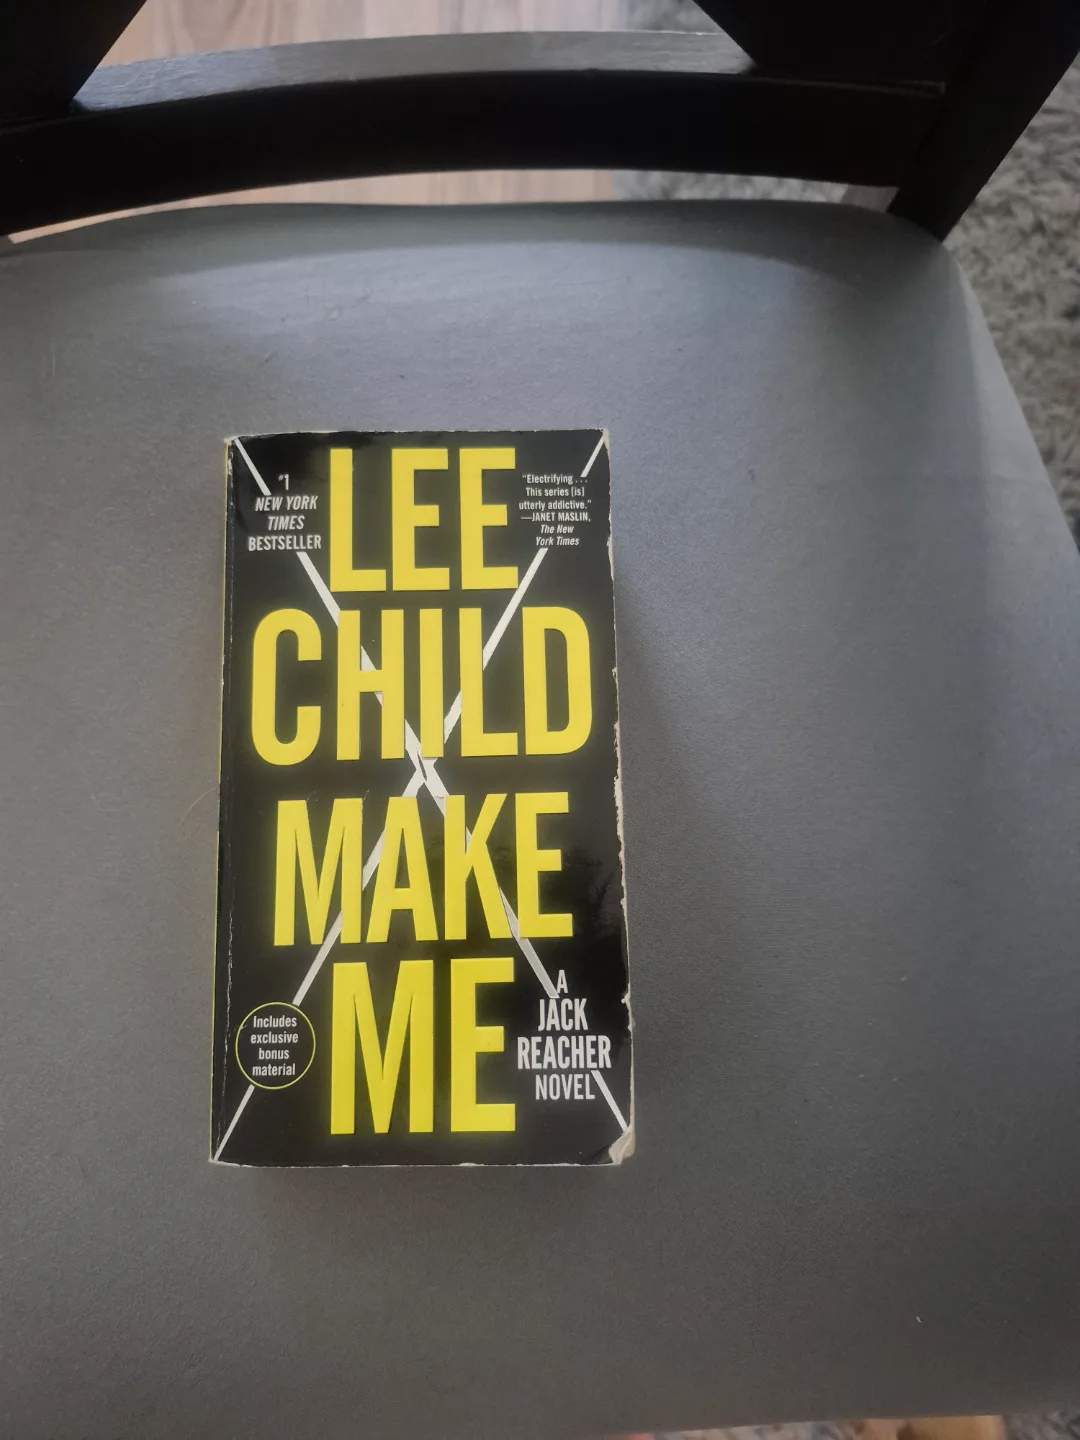 #1
NEW YORK
TIMES
BESTSELLER
LEE
"Electrifying . . .
This series [is]
utterly addictive."
—JANET MASLIN,
The New
York Times
CHILD
MAKE
ME
Includes
exclusive
bonus
material
A
JACK
REACHER
NOVEL